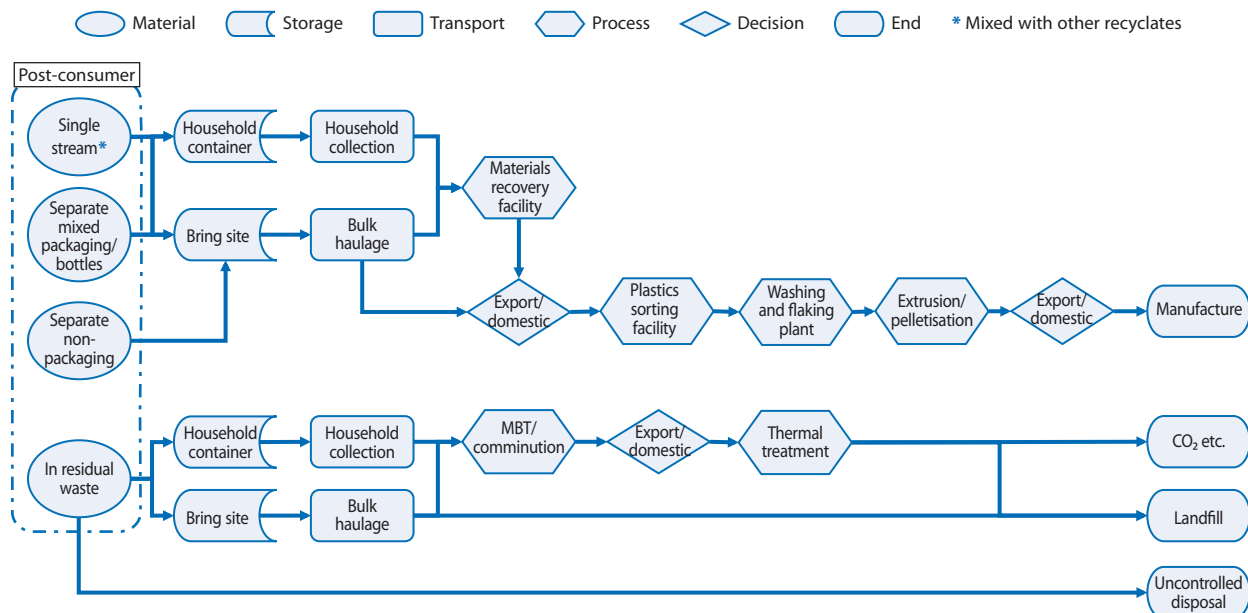 Material
Storage
Transport
Process
Decision
End
* Mixed with other recyclates
Post-consumer
Single
stream*
Household
container
Household
collection
Materials
recovery
facility
Separate
mixed
packaging/
bottles
Bring site
Bulk
haulage
Separate
non-
packaging
Export/
domestic
Plastics
sorting
facility
Washing
and flaking
plant
Extrusion/
pelletisation
Export/
domestic
Manufacture
In residual
waste
Household
container
Household
collection
MBT/
comminution
Export/
domestic
Thermal
treatment
CO₂ etc.
Bring site
Bulk
haulage
Landfill
Uncontrolled
disposal